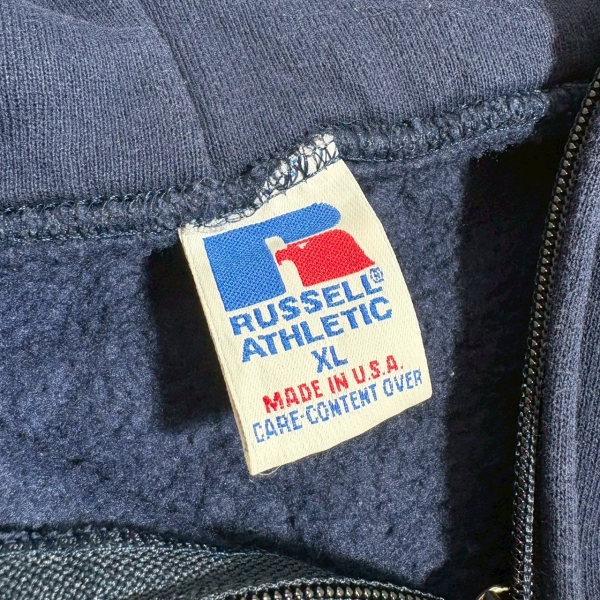 RUSSELL®
ATHLETIC
XL
MADE IN U.S.A.
CARE-CONTENT OVER